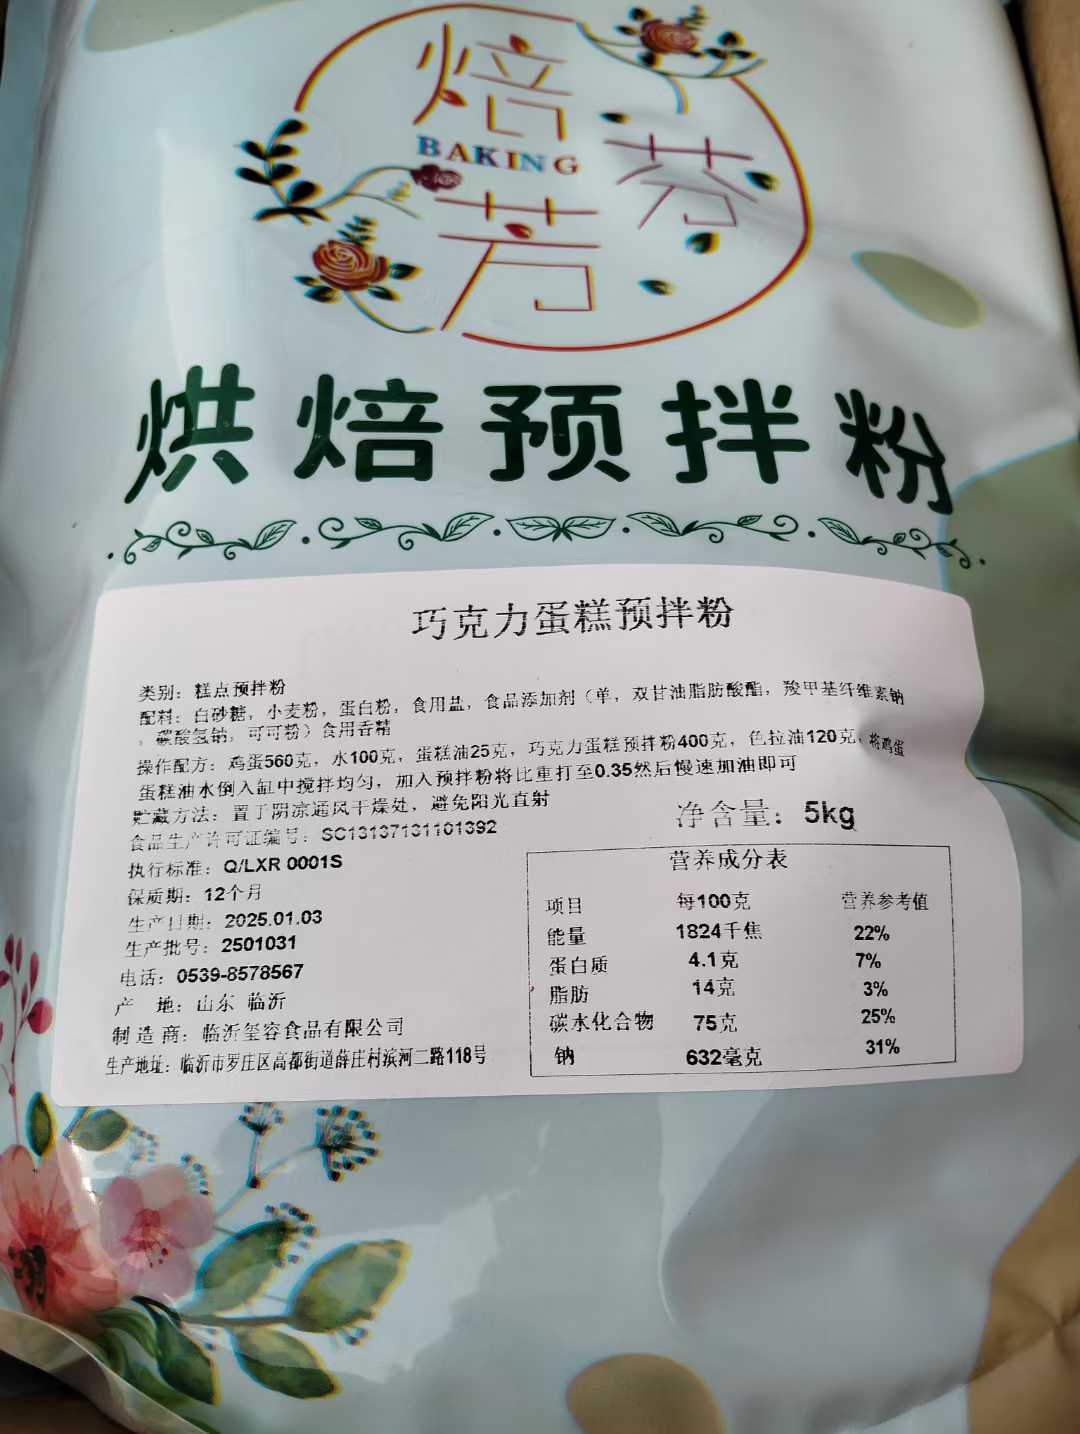 焙
BAKING
芬
芳
烘焙预拌粉
巧克力蛋糕预拌粉
类别：糕点预拌粉
配料：白砂糖，小麦粉，蛋白粉，食用盐，食品添加剂（单，双甘油脂肪酸酯，羧甲基纤维素钠
，碳酸氢钠，可可粉）食用香精
操作配方：鸡蛋560克，水100克，蛋糕油25克，巧克力蛋糕预拌粉400克，色拉油120克，将鸡蛋
蛋糕油水倒入缸中搅拌均匀，加入预拌粉将比重打至0.35然后慢速加油即可
贮藏方法：置于阴凉通风干燥处，避免阳光直射
净含量：5kg
食品生产许可证编号：SC13137131101392
执行标准：Q/LXR 0001S
保质期：12个月
生产日期：2025.01.03
生产批号：2501031
电话：0539-8578567
产 地：山东 临沂
制造商：临沂玺容食品有限公司
生产地址：临沂市罗庄区高都街道薛庄村滨河二路118号
营养成分表
项目 每100克 营养参考值
能量 1824千焦 22%
蛋白质 4.1克 7%
脂肪 14克 3%
碳水化合物 75克 25%
钠 632毫克 31%